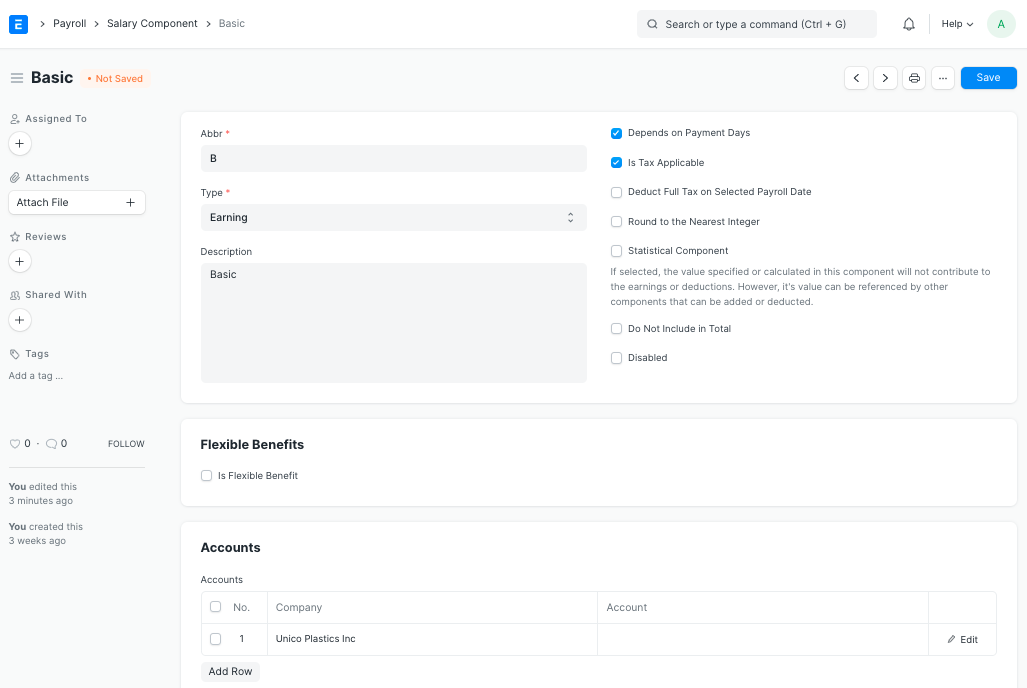 E
Payroll
Salary Component
Basic
Search or type a command (Ctrl + G)
Help
A
Basic
• Not Saved
...
Save
Assigned To
Attachments
Attach File
Reviews
Shared With
Tags
Add a tag ...
0 · 0 FOLLOW
You edited this
3 minutes ago
You created this
3 weeks ago
Abbr *
B
Type *
Earning
Description
Basic
Depends on Payment Days
Is Tax Applicable
Deduct Full Tax on Selected Payroll Date
Round to the Nearest Integer
Statistical Component
If selected, the value specified or calculated in this component will not contribute to
the earnings or deductions. However, it's value can be referenced by other
components that can be added or deducted.
Do Not Include in Total
Disabled
Flexible Benefits
Is Flexible Benefit
Accounts
Accounts
No. Company Account
1 Unico Plastics Inc Edit
Add Row